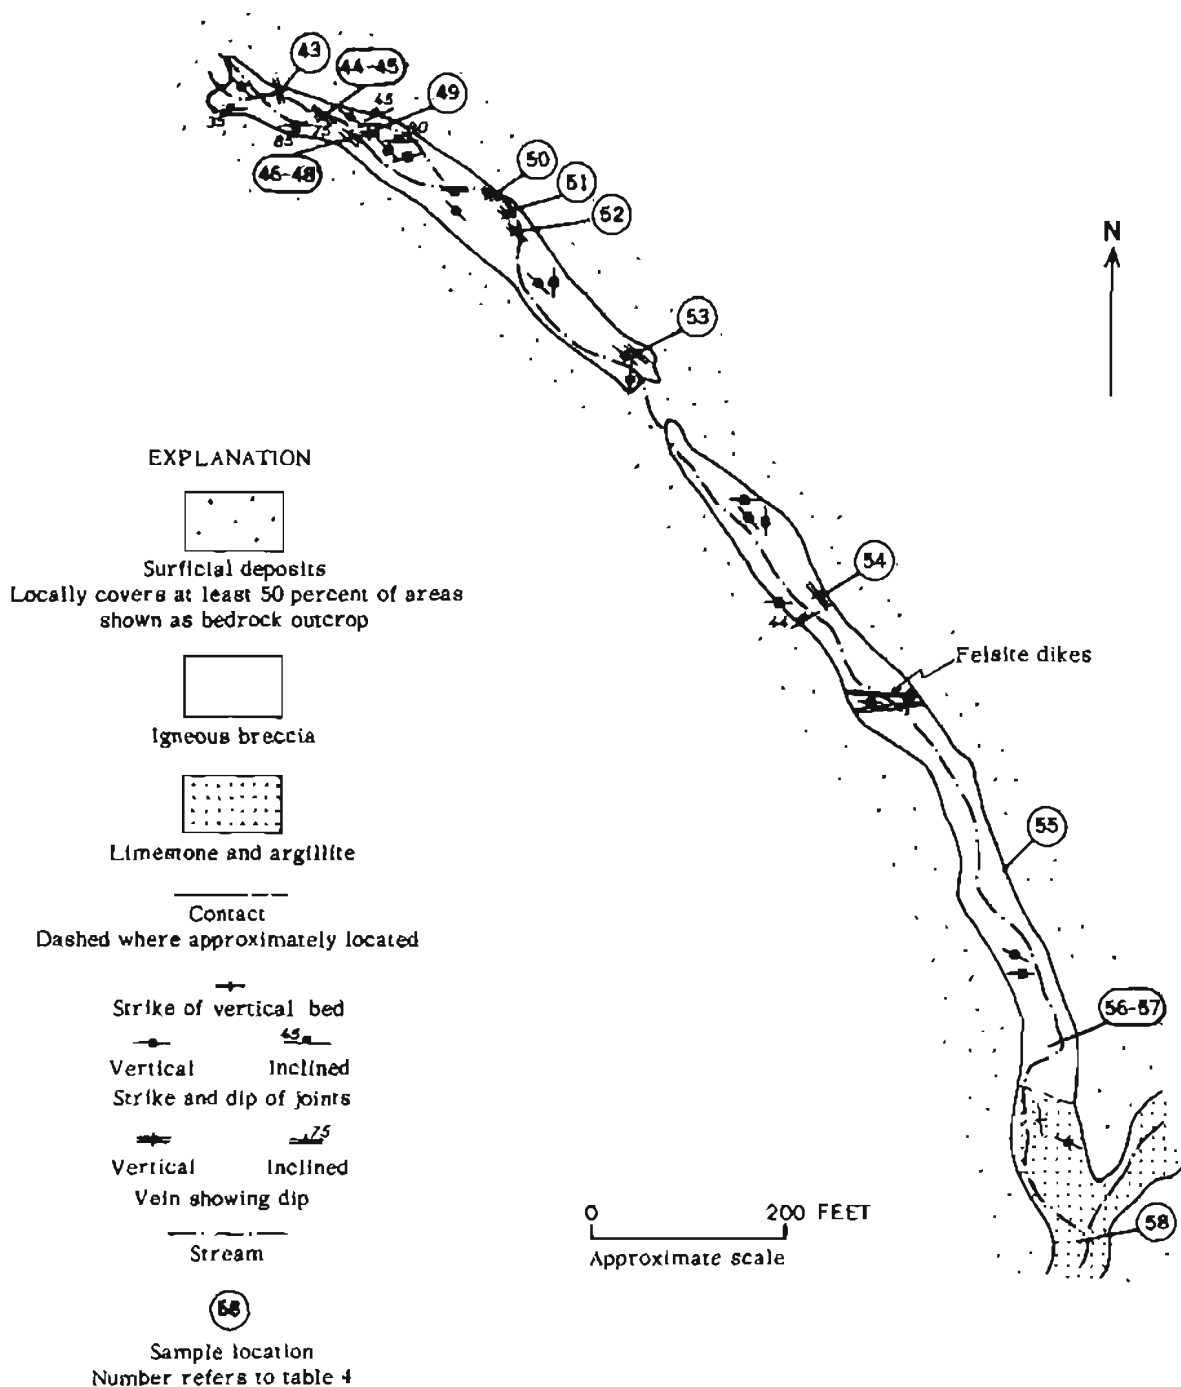 43
44-45
45
49
80
35
85
75
46-48
50
51
52
N
53
EXPLANATION
Surficial deposits
Locally covers at least 50 percent of areas
shown as bedrock outcrop
54
44
Felsite dikes
Igneous breccia
55
Limestone and argillite
Contact
Dashed where approximately located
Strike of vertical bed
56-57
45
Vertical Inclined
Strike and dip of joints
75
Vertical Inclined
Vein showing dip
0 200 FEET
Approximate scale
58
Stream
Sample location
Number refers to table 4